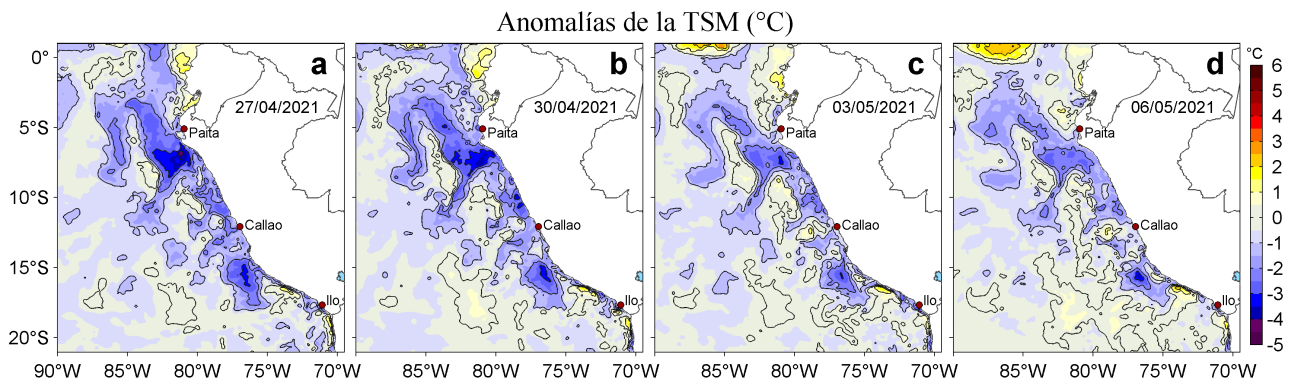 Anomalías de la TSM (°C)
a
b
c
d
27/04/2021
30/04/2021
03/05/2021
06/05/2021
Paita
Paita
Paita
Paita
Callao
Callao
Callao
Callao
Ilo
Ilo
Ilo
Ilo
0°
5°S
10°S
15°S
20°S
90°W 85°W 80°W 75°W 70°W
85°W 80°W 75°W 70°W
85°W 80°W 75°W 70°W
85°W 80°W 75°W 70°W
°C
6
5
4
3
2
1
0
-1
-2
-3
-4
-5